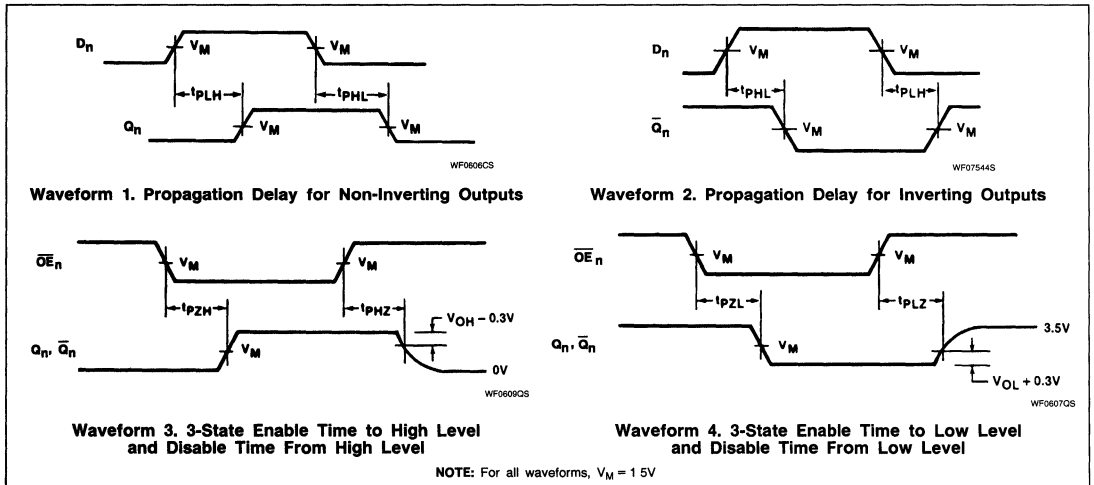 Dn
VM
VM
tPLH
tPHL
Qn
VM
VM
WF0606CS
Waveform 1. Propagation Delay for Non-Inverting Outputs
Dn
VM
VM
tPHL
tPLH
Q̅n
VM
VM
WF07544S
Waveform 2. Propagation Delay for Inverting Outputs
O̅E̅n
VM
VM
tPZH
tPHZ
VOH − 0.3V
Qn, Q̅n
VM
0V
WF0609QS
Waveform 3. 3-State Enable Time to High Level
and Disable Time From High Level
O̅E̅n
VM
VM
tPZL
tPLZ
3.5V
Qn, Q̅n
VM
VOL + 0.3V
WF0607QS
Waveform 4. 3-State Enable Time to Low Level
and Disable Time From Low Level
NOTE: For all waveforms, VM = 1 5V